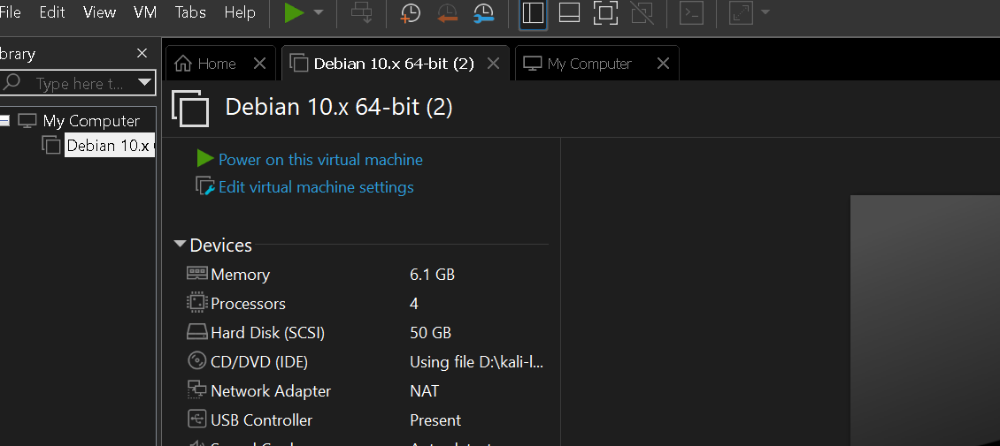 File Edit View VM Tabs Help
brary
Type here t...
Home
Debian 10.x 64-bit (2)
My Computer
My Computer
Debian 10.x
Debian 10.x 64-bit (2)
Power on this virtual machine
Edit virtual machine settings
Devices
Memory 6.1 GB
Processors 4
Hard Disk (SCSI) 50 GB
CD/DVD (IDE) Using file D:\kali-l...
Network Adapter NAT
USB Controller Present